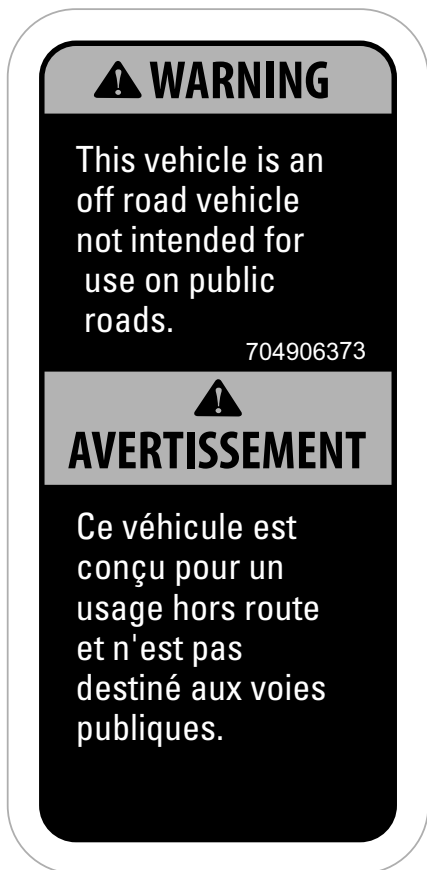 WARNING
This vehicle is an
off road vehicle
not intended for
use on public
roads.
704906373
AVERTISSEMENT
Ce véhicule est
conçu pour un
usage hors route
et n'est pas
destiné aux voies
publiques.